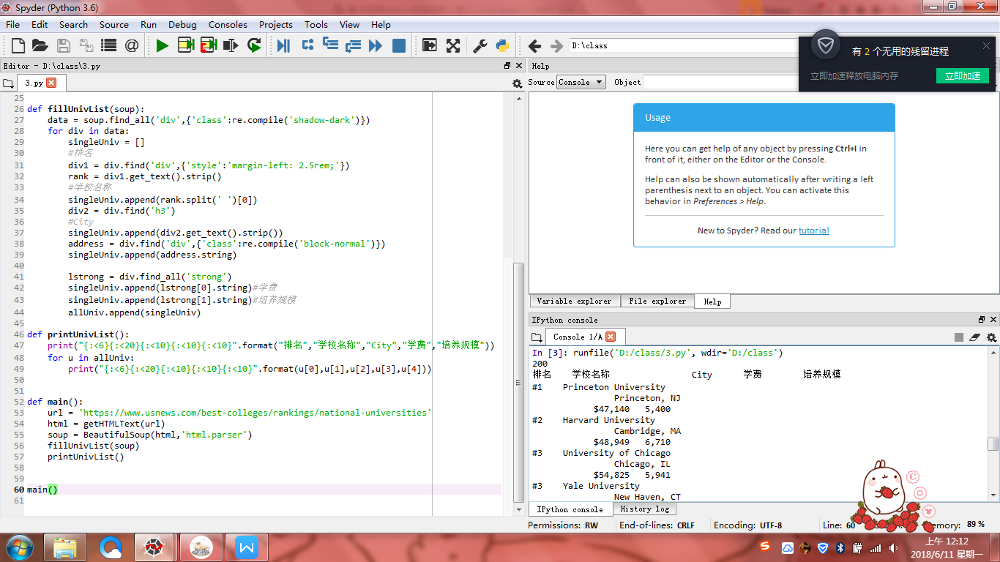 Spyder (Python 3.6)
File Edit Search Source Run Debug Consoles Projects Tools View Help
D:\class
有 2 个无用的残留进程
立即加速释放电脑内存 立即加速
Editor - D:\class\3.py
3.py
25
26 def fillUnivList(soup):
27 data = soup.find_all('div',{'class':re.compile('shadow-dark')})
28 for div in data:
29 singleUniv = []
30 #排名
31 div1 = div.find('div',{'style':'margin-left: 2.5rem;'})
32 rank = div1.get_text().strip()
33 #学校名称
34 singleUniv.append(rank.split(' ')[0])
35 div2 = div.find('h3')
36 #City
37 singleUniv.append(div2.get_text().strip())
38 address = div.find('div',{'class':re.compile('block-normal')})
39 singleUniv.append(address.string)
40
41 lstrong = div.find_all('strong')
42 singleUniv.append(lstrong[0].string)#学费
43 singleUniv.append(lstrong[1].string)#培养规模
44 allUniv.append(singleUniv)
45
46 def printUnivList():
47 print("{:<6}{:<20}{:<10}{:<10}{:<10}".format("排名","学校名称","City","学费","培养规模"))
48 for u in allUniv:
49 print("{:<6}{:<20}{:<10}{:<10}{:<10}".format(u[0],u[1],u[2],u[3],u[4]))
50
51
52 def main():
53 url = 'https://www.usnews.com/best-colleges/rankings/national-universities'
54 html = getHTMLText(url)
55 soup = BeautifulSoup(html,'html.parser')
56 fillUnivList(soup)
57 printUnivList()
58
59
60 main()
61
Help
Source Console Object
Usage
Here you can get help of any object by pressing Ctrl+I in
front of it, either on the Editor or the Console.
Help can also be shown automatically after writing a left
parenthesis next to an object. You can activate this
behavior in Preferences > Help.
New to Spyder? Read our tutorial
Variable explorer File explorer Help
IPython console
Console 1/A
In [3]: runfile('D:/class/3.py', wdir='D:/class')
200
排名 学校名称 City 学费 培养规模
#1 Princeton University
Princeton, NJ
$47,140 5,400
#2 Harvard University
Cambridge, MA
$48,949 6,710
#3 University of Chicago
Chicago, IL
$54,825 5,941
#3 Yale University
New Haven, CT
IPython console History log
Permissions: RW End-of-lines: CRLF Encoding: UTF-8 Line: 60 Memory: 89 %
上午 12:12
2018/6/11 星期一